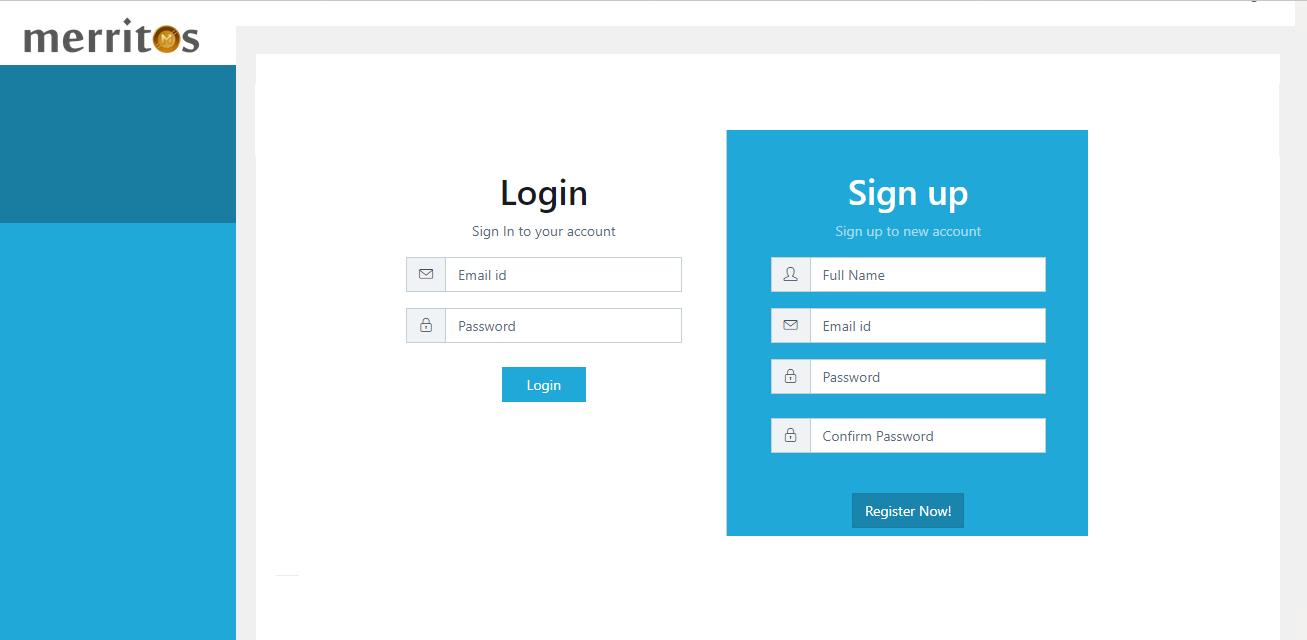 merritos
Login
Sign In to your account
Email id
Password
Login
Sign up
Sign up to new account
Full Name
Email id
Password
Confirm Password
Register Now!